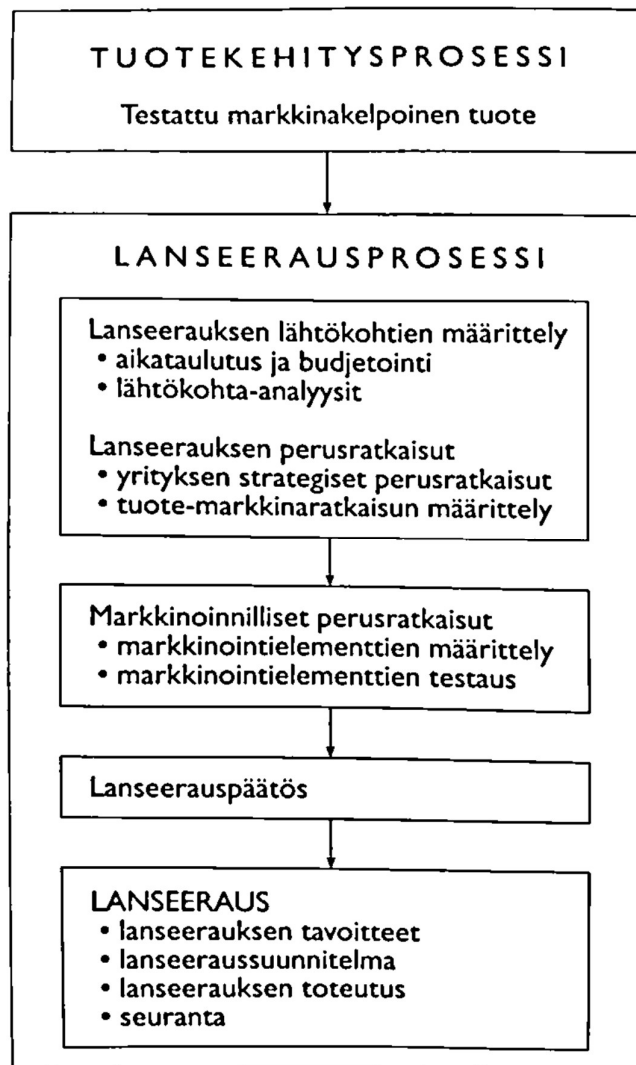 TUOTEKEHITYSPROSESSI
Testattu markkinakelpoinen tuote
LANSEERAUSPROSESSI
Lanseerauksen lähtökohtien määrittely
• aikataulutus ja budjetointi
• lähtökohta-analyysit
Lanseerauksen perusratkaisut
• yrityksen strategiset perusratkaisut
• tuote-markkinaratkaisun määrittely
Markkinoinnilliset perusratkaisut
• markkinointielementtien määrittely
• markkinointielementtien testaus
Lanseerauspäätös
LANSEERAUS
• lanseerauksen tavoitteet
• lanseeraussuunnitelma
• lanseerauksen toteutus
• seuranta